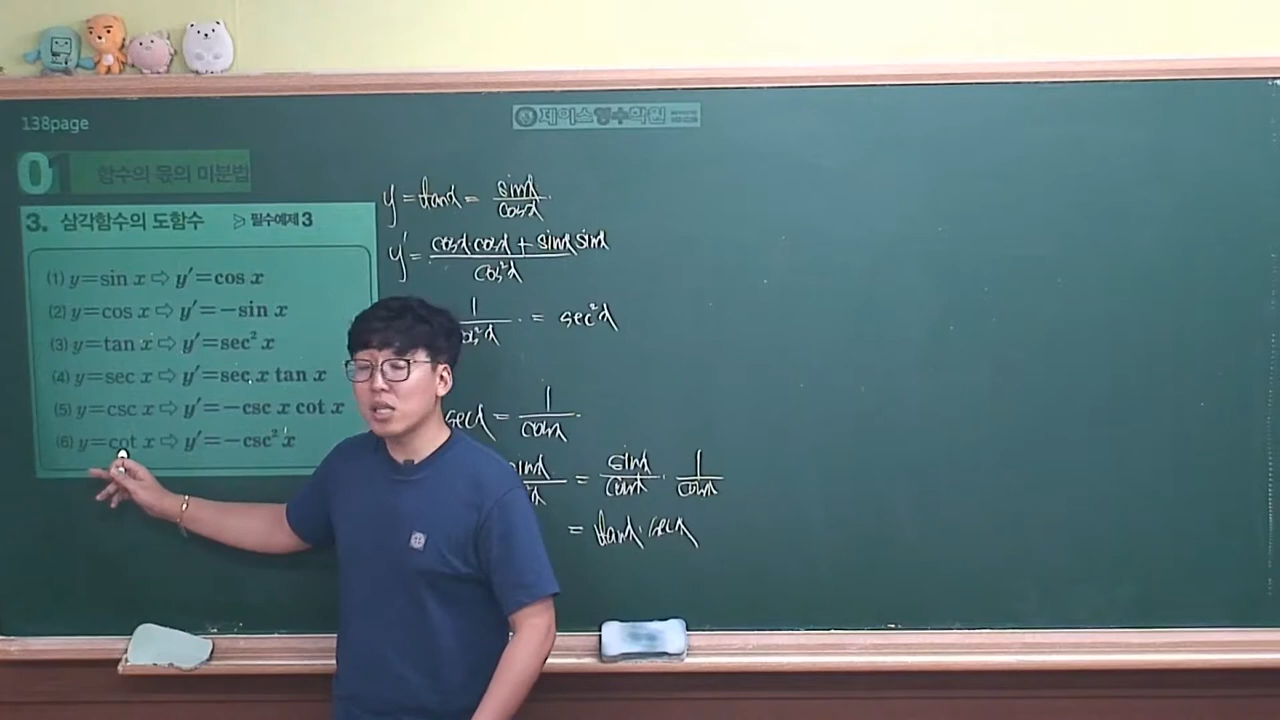 138page
제이스영수학원
01 함수의 몫의 미분법
3. 삼각함수의 도함수 ▷ 필수예제 3
(1) y=sin x ⇨ y′=cos x
(2) y=cos x ⇨ y′=−sin x
(3) y=tan x ⇨ y′=sec² x
(4) y=sec x ⇨ y′=sec x tan x
(5) y=csc x ⇨ y′=−csc x cot x
(6) y=cot x ⇨ y′=−csc² x
y = tanx = sinx/cosx
y′ = (cosx·cosx + sinx sinx)/cos²x
1/cos²x = sec²x
secx = 1/cosx
sinx/ = sinx/cosx · 1/cosx
= tanx·secx